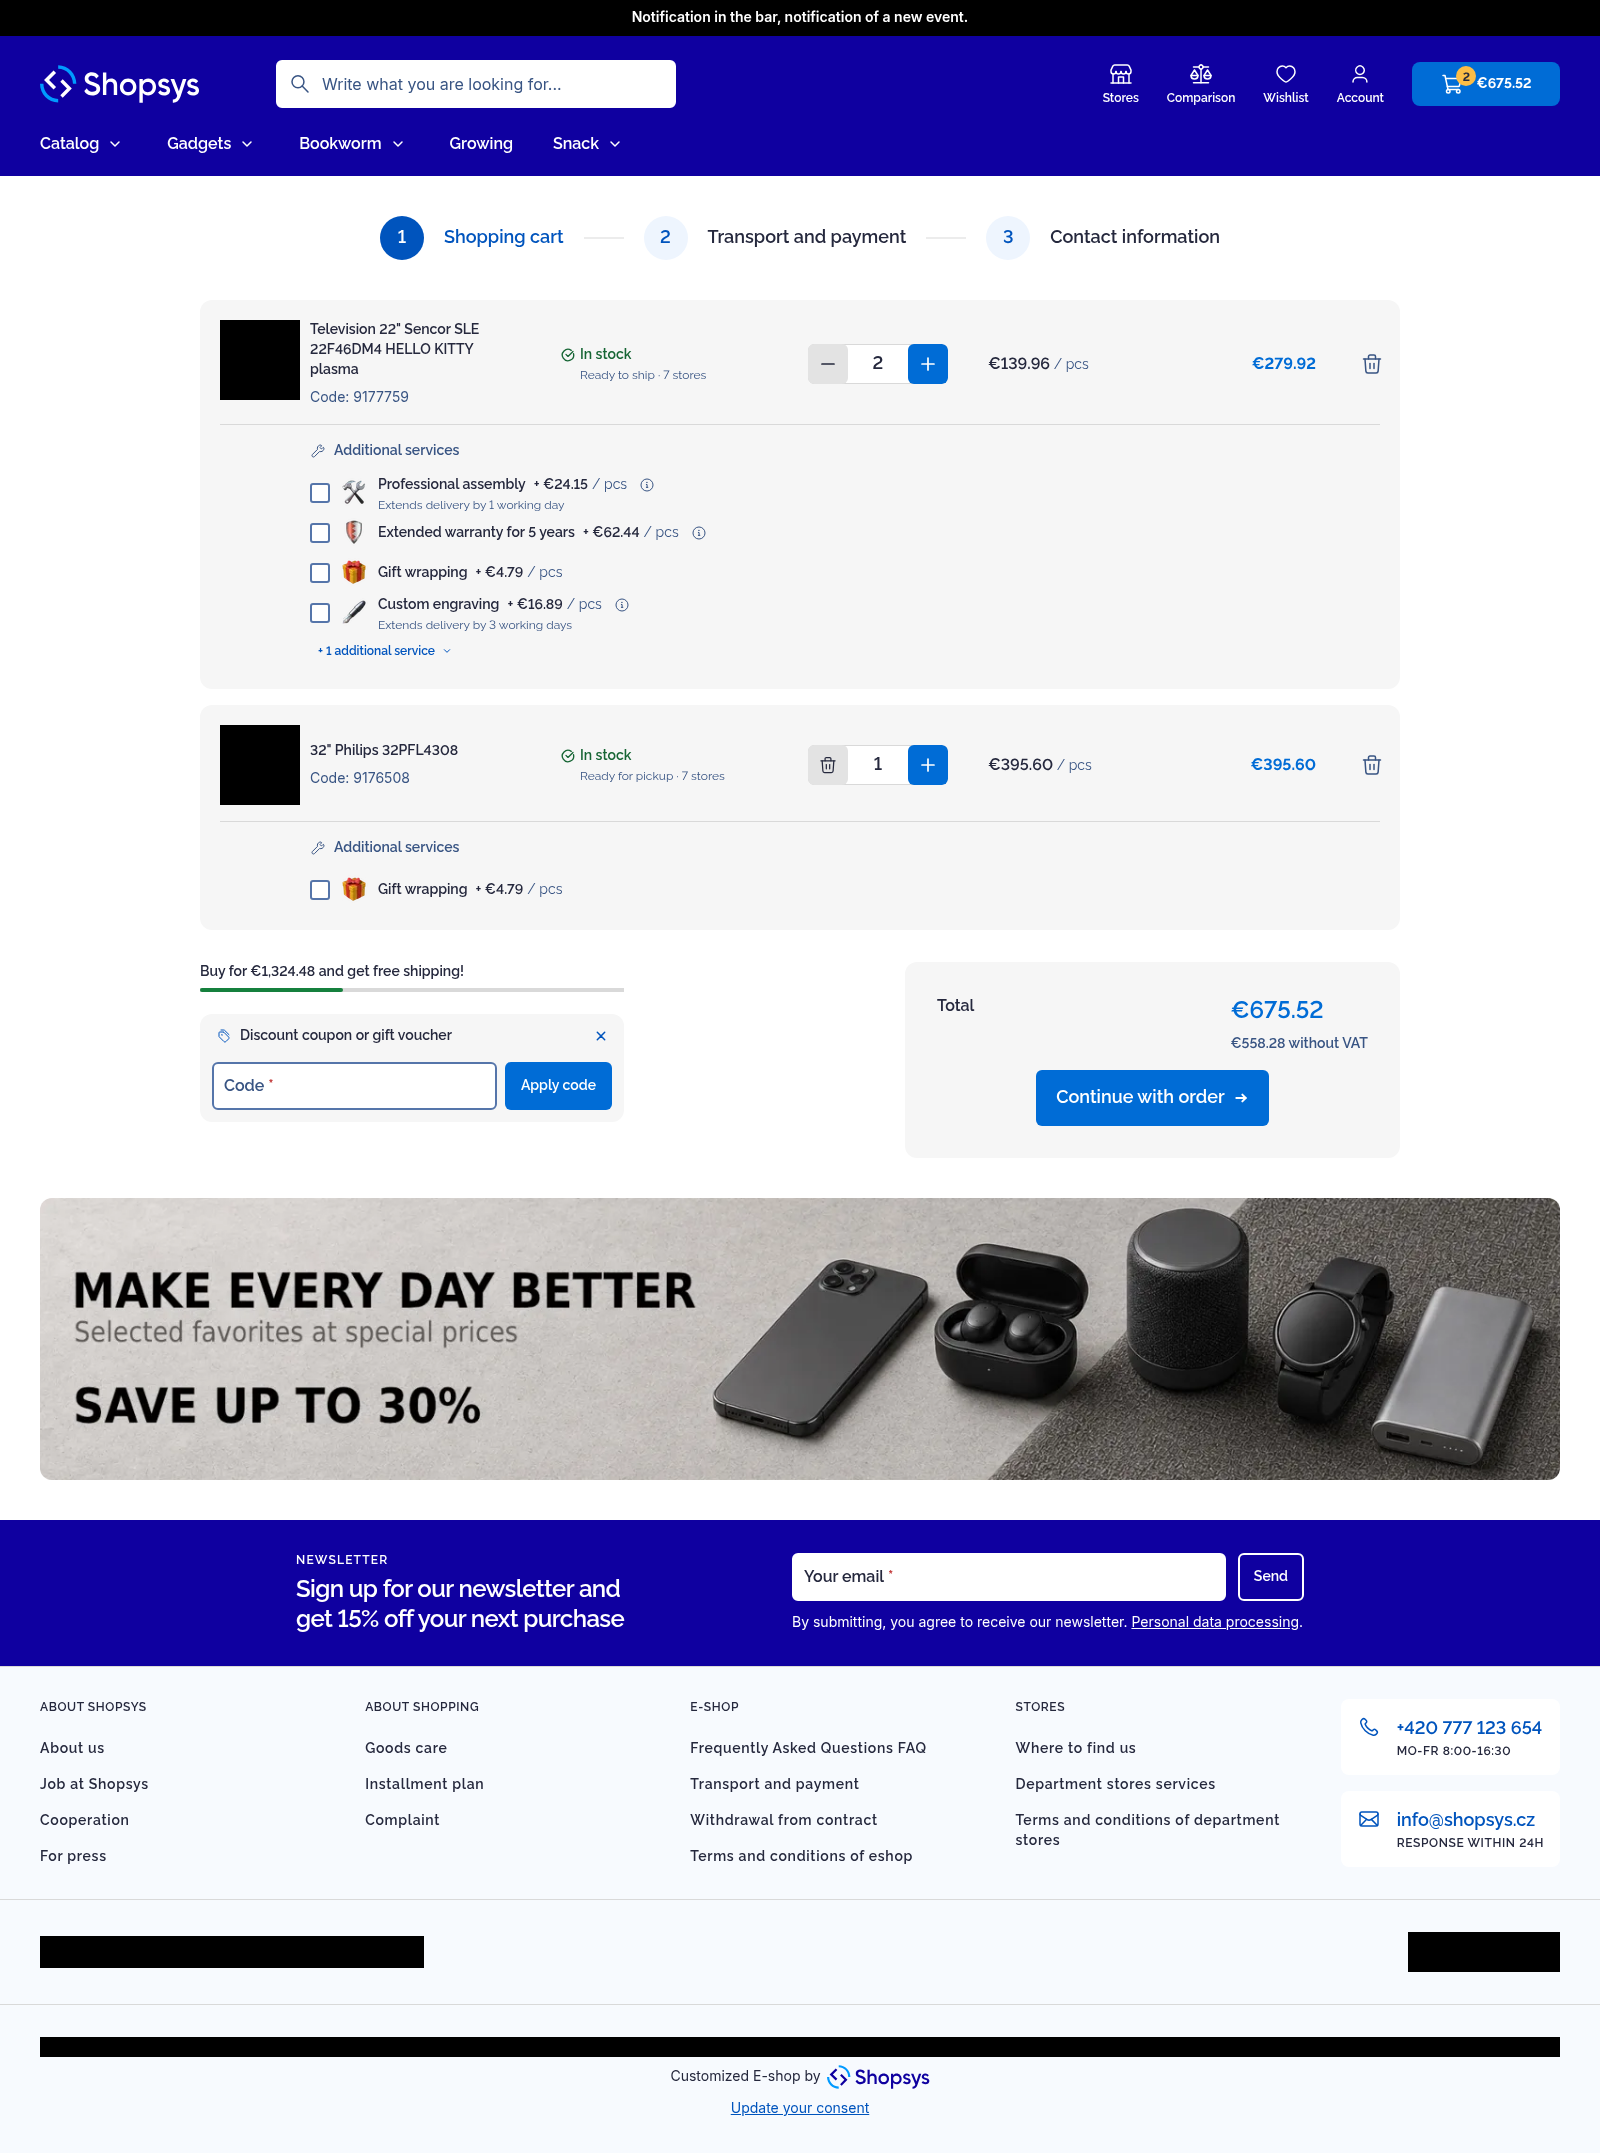 Notification in the bar, notification of a new event.
Shopsys
Write what you are looking for...
Stores
Comparison
Wishlist
Account
2
€675.52
Catalog
Gadgets
Bookworm
Growing
Snack
1 Shopping cart
2 Transport and payment
3 Contact information
Television 22" Sencor SLE
22F46DM4 HELLO KITTY
plasma
Code: 9177759
In stock
Ready to ship · 7 stores
2
€139.96 / pcs
€279.92
Additional services
Professional assembly + €24.15 / pcs
Extends delivery by 1 working day
Extended warranty for 5 years + €62.44 / pcs
Gift wrapping + €4.79 / pcs
Custom engraving + €16.89 / pcs
Extends delivery by 3 working days
+ 1 additional service
32" Philips 32PFL4308
Code: 9176508
In stock
Ready for pickup · 7 stores
1
€395.60 / pcs
€395.60
Additional services
Gift wrapping + €4.79 / pcs
Buy for €1,324.48 and get free shipping!
Discount coupon or gift voucher
Code *
Apply code
Total
€675.52
€558.28 without VAT
Continue with order
MAKE EVERY DAY BETTER
Selected favorites at special prices
SAVE UP TO 30%
NEWSLETTER
Sign up for our newsletter and
get 15% off your next purchase
Your email *
Send
By submitting, you agree to receive our newsletter. Personal data processing.
ABOUT SHOPSYS
About us
Job at Shopsys
Cooperation
For press
ABOUT SHOPPING
Goods care
Installment plan
Complaint
E-SHOP
Frequently Asked Questions FAQ
Transport and payment
Withdrawal from contract
Terms and conditions of eshop
STORES
Where to find us
Department stores services
Terms and conditions of department
stores
+420 777 123 654
MO-FR 8:00-16:30
info@shopsys.cz
RESPONSE WITHIN 24H
Customized E-shop by Shopsys
Update your consent